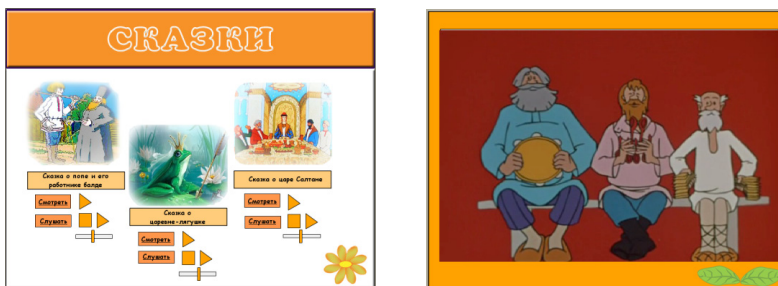 СКАЗКИ
Сказка о попе и его
работнике балде
Смотреть
Слушать
Сказка о
царевне-лягушке
Смотреть
Слушать
Сказка о царе Салтане
Смотреть
Слушать